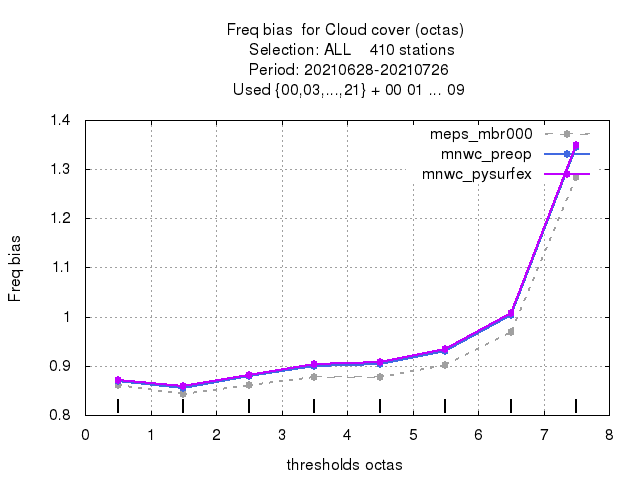 Freq bias  for Cloud cover (octas)
Selection: ALL    410 stations
Period: 20210628-20210726
Used {00,03,...,21} + 00 01 ... 09
meps_mbr000
mnwc_preop
mnwc_pysurfex
Freq bias
1.4
1.3
1.2
1.1
1
0.9
0.8
0 1 2 3 4 5 6 7 8
thresholds octas